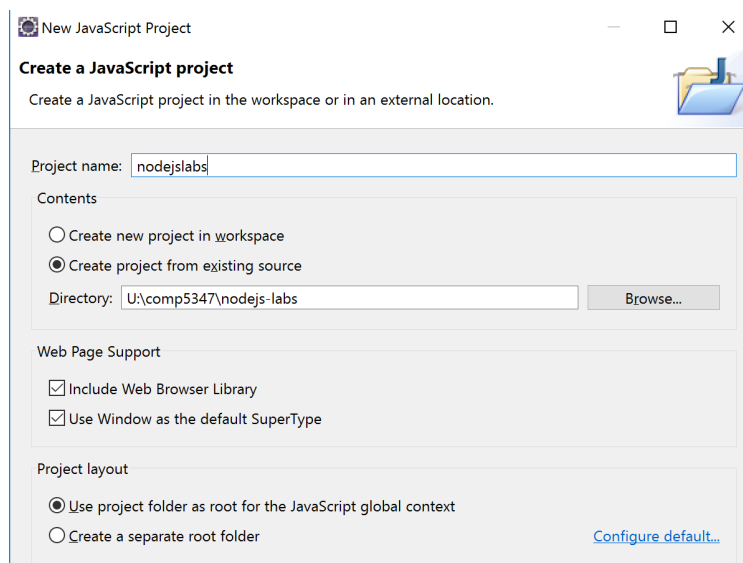 New JavaScript Project
Create a JavaScript project
Create a JavaScript project in the workspace or in an external location.
Project name: nodejslabs
Contents
Create new project in workspace
Create project from existing source
Directory: U:\comp5347\nodejs-labs Browse...
Web Page Support
Include Web Browser Library
Use Window as the default SuperType
Project layout
Use project folder as root for the JavaScript global context
Create a separate root folder Configure default...